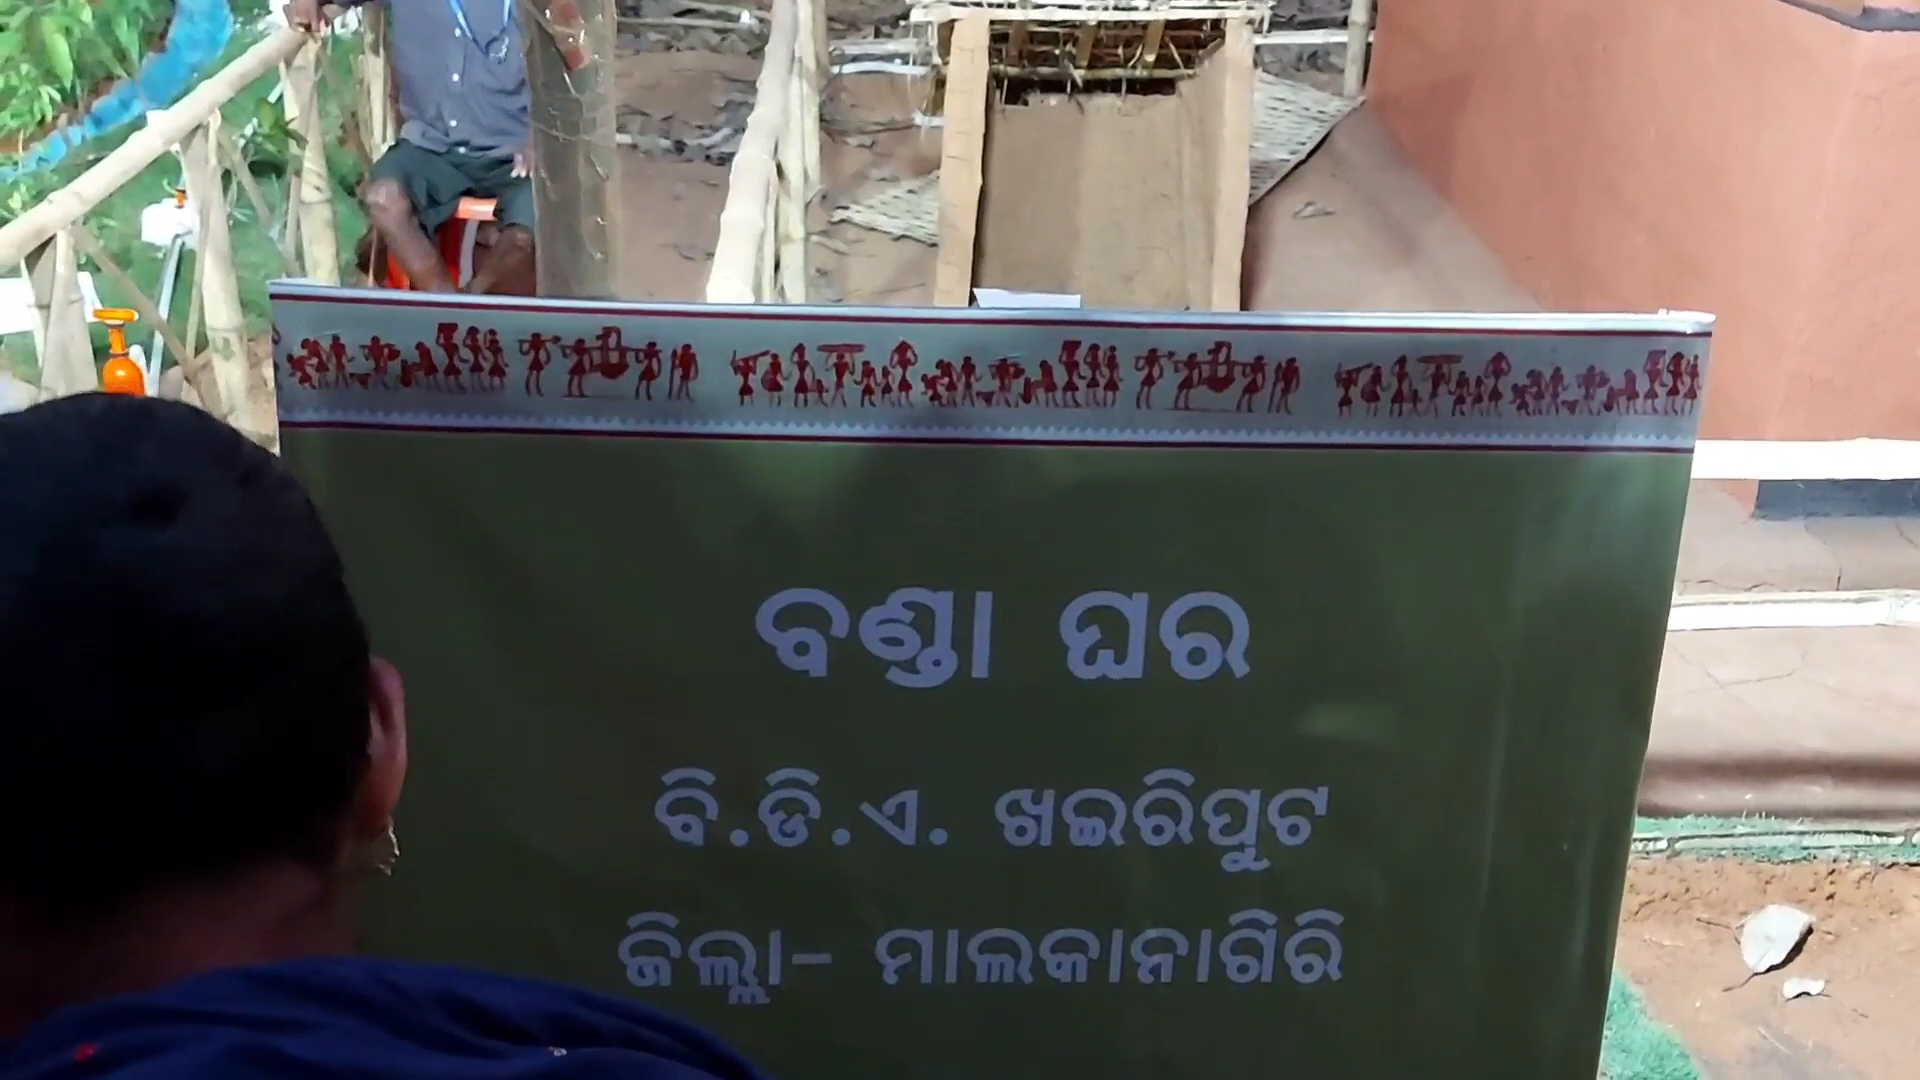 ବଣ୍ଡା ଘର
ବି.ଡି.ଏ. ଖଇରିପୁଟ
ଜିଲ୍ଲା- ମାଲକାନାଗିରି